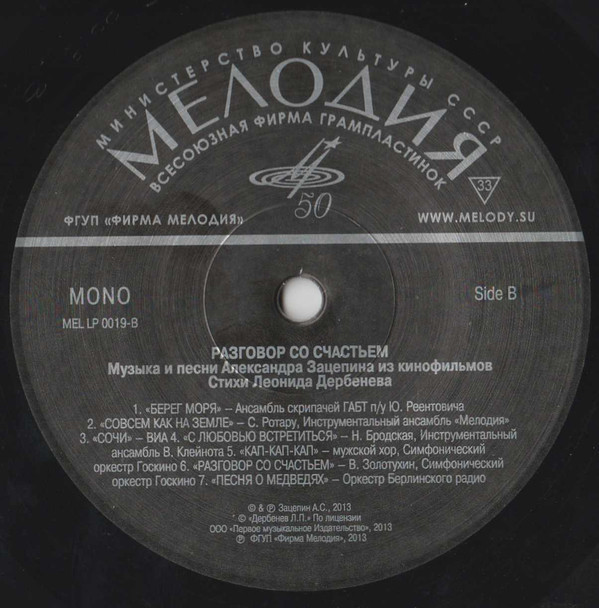 МИНИСТЕРСТВО КУЛЬТУРЫ СССР
МЕЛОДИЯ
ВСЕСОЮЗНАЯ ФИРМА ГРАМПЛАСТИНОК
33
50
ФГУП «ФИРМА МЕЛОДИЯ»
WWW.MELODY.SU
MONO
Side B
MEL LP 0019-B
РАЗГОВОР СО СЧАСТЬЕМ
Музыка и песни Александра Зацепина из кинофильмов
Стихи Леонида Дербенева
1. «БЕРЕГ МОРЯ» – Ансамбль скрипачей ГАБТ п/у Ю. Реентовича
2. «СОВСЕМ КАК НА ЗЕМЛЕ» – С. Ротару, Инструментальный ансамбль «Мелодия»
3. «СОЧИ» – ВИА 4. «С ЛЮБОВЬЮ ВСТРЕТИТЬСЯ» – Н. Бродская, Инструментальный
ансамбль В. Клейнота 5. «КАП-КАП-КАП» – мужской хор, Симфонический
оркестр Госкино 6. «РАЗГОВОР СО СЧАСТЬЕМ» – В. Золотухин, Симфонический
оркестр Госкино 7. «ПЕСНЯ О МЕДВЕДЯХ» – Оркестр Берлинского радио
© & ℗ Зацепин А.С., 2013
© «Дербенев Л.П.» По лицензии
ООО «Первое музыкальное Издательство», 2013
℗ ФГУП «Фирма Мелодия», 2013